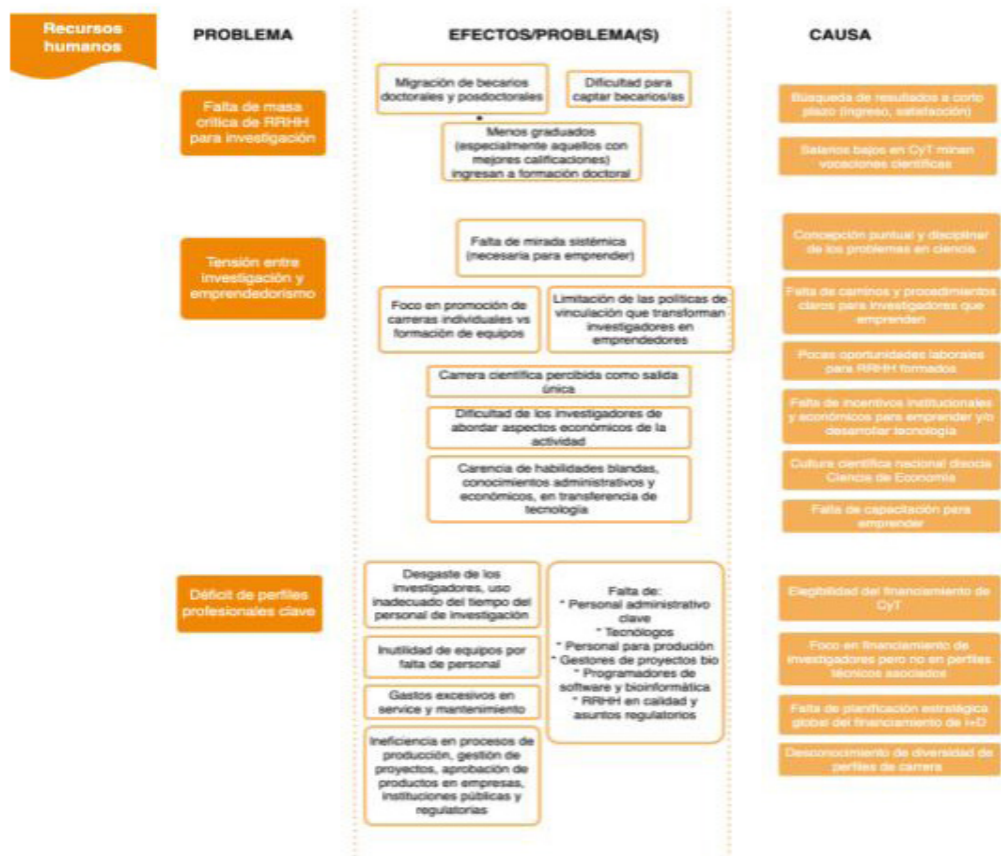 Recursos
humanos
PROBLEMA
EFECTOS/PROBLEMA(S)
CAUSA
Falta de masa
crítica de RRHH
para investigación
Migración de becarios
doctorales y posdoctorales
Dificultad para
captar becarios/as
Menos graduados
(especialmente aquellos con
mejores calificaciones)
ingresan a formación doctoral
Búsqueda de resultados a corto
plazo (ingreso, satisfacción)
Salarios bajos en CyT minan
vocaciones científicas
Tensión entre
investigación y
emprendedorismo
Falta de mirada sistémica
(necesaria para emprender)
Foco en promoción de
carreras individuales vs
formación de equipos
Limitación de las políticas de
vinculación que transforman
investigadores en
emprendedores
Carrera científica percibida como salida
única
Dificultad de los investigadores de
abordar aspectos económicos de la
actividad
Carencia de habilidades blandas,
conocimientos administrativos y
económicos, en transferencia de
tecnología
Concepción puntual y disciplinar
de los problemas en ciencia
Falta de caminos y procedimientos
claros para investigadores que
emprenden
Pocas oportunidades laborales
para RRHH formados
Falta de incentivos institucionales
y económicos para emprender y/o
desarrollar tecnología
Cultura científica nacional disocia
Ciencia de Economía
Falta de capacitación para
emprender
Déficit de perfiles
profesionales clave
Desgaste de los
investigadores, uso
inadecuado del tiempo del
personal de investigación
Inutilidad de equipos por
falta de personal
Gastos excesivos en
service y mantenimiento
Ineficiencia en procesos de
producción, gestión de
proyectos, aprobación de
productos en empresas,
instituciones públicas y
regulatorias
Falta de:
* Personal administrativo
clave
* Tecnólogos
* Personal para produción
* Gestores de proyectos bio
* Programadores de
software y bioinformática
* RRHH en calidad y
asuntos regulatorios
Elegibilidad del financiamiento de
CyT
Foco en financiamiento de
investigadores pero no en perfiles
técnicos asociados
Falta de planificación estratégica
global del financiamiento de I+D
Desconocimiento de diversidad de
perfiles de carrera